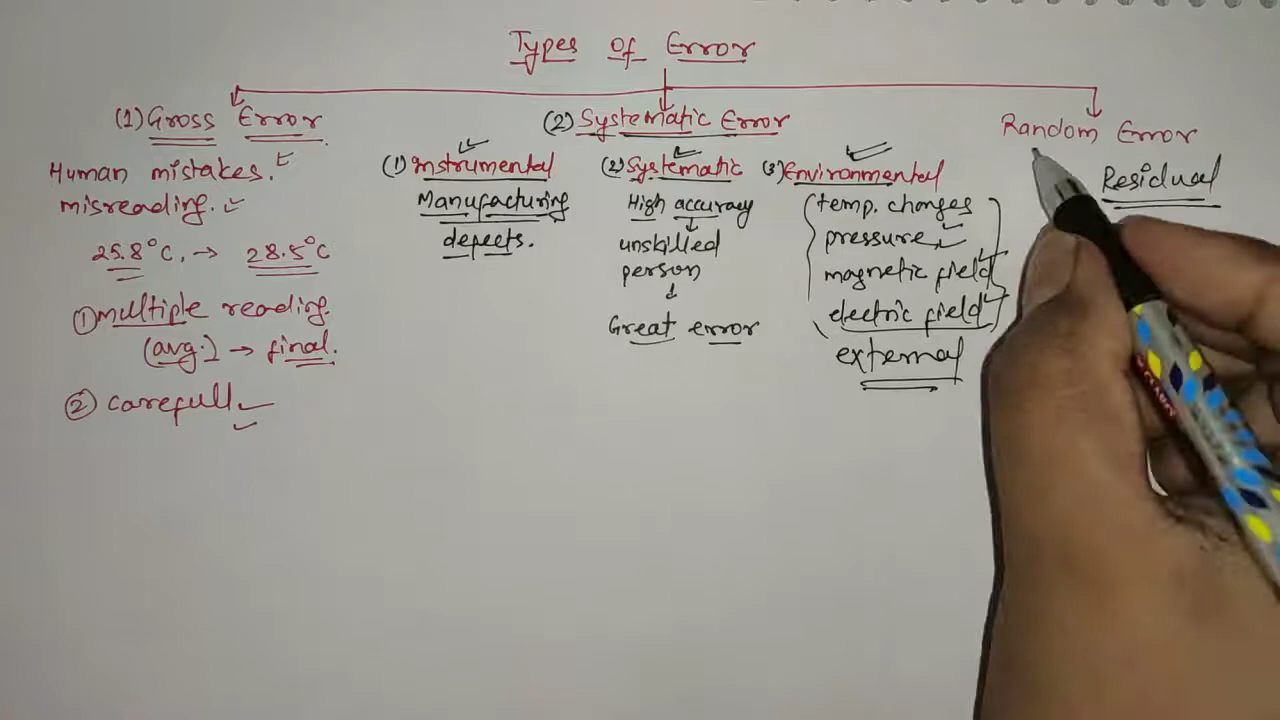 Types of Error
(1) Gross Error
Human mistakes.
misreading.
25.8°C, → 28.5°C
① multiple reading.
(avg.) → final.
② carefull
(2) Systematic Error
(1) Instrumental
Manufacturing
defects.
(2) Systematic
High accuracy
unskilled
person
Great error
(3) Environmental
temp. changes
pressure
magnetic field
electric field
external
Random Error
Residual